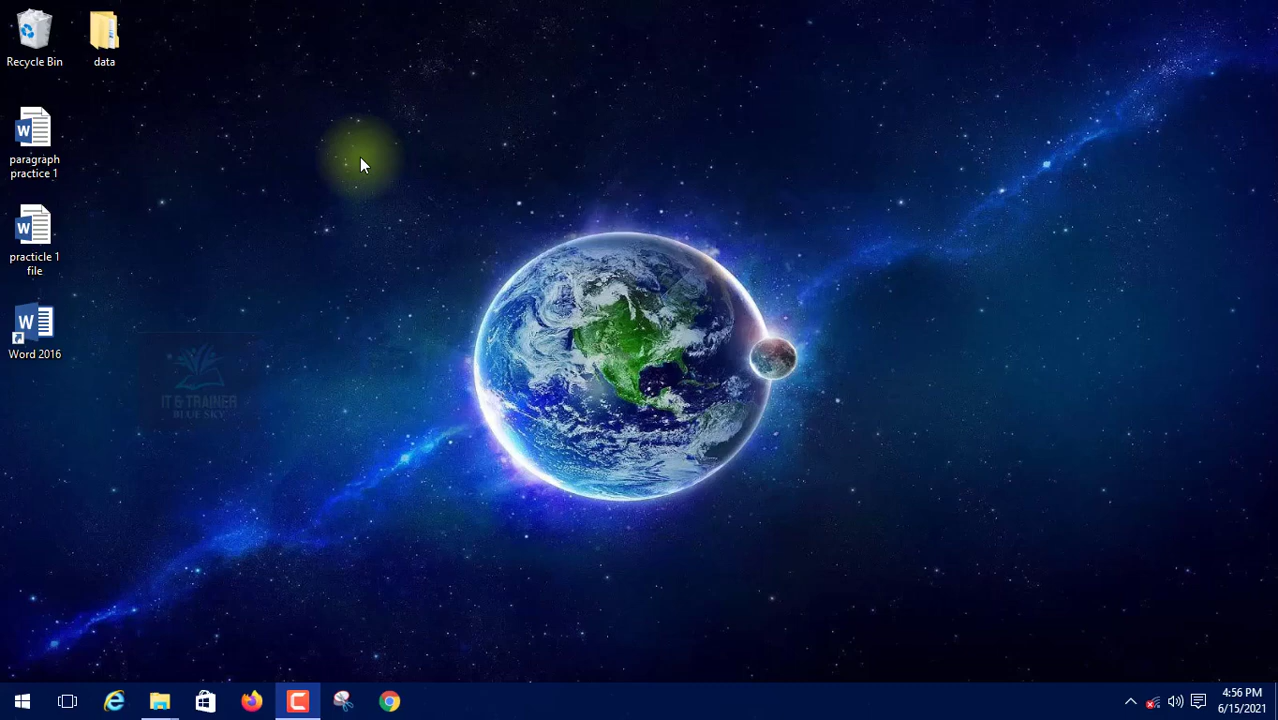 Recycle Bin
data
paragraph
practice 1
practicle 1
file
Word 2016
IT & TRAINER
BLUE SKY
4:56 PM
6/15/2021